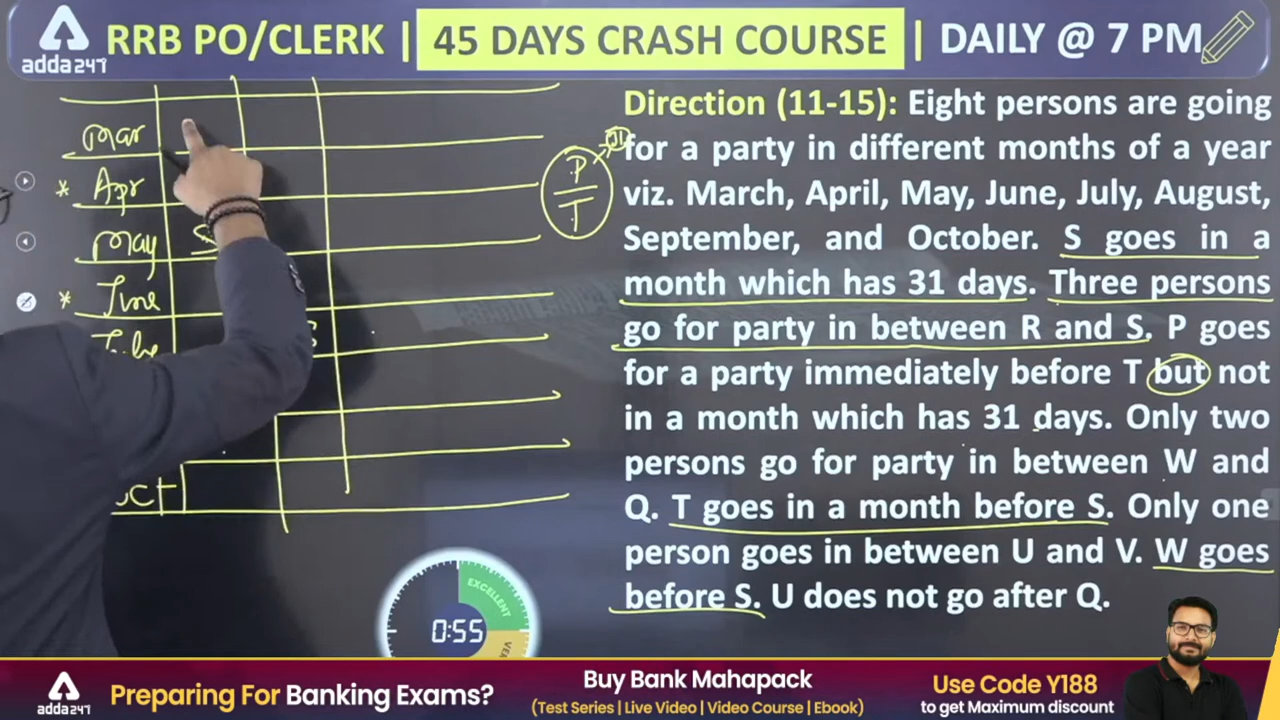 adda247
RRB PO/CLERK | 45 DAYS CRASH COURSE | DAILY @ 7 PM
Direction (11-15): Eight persons are going
for a party in different months of a year
viz. March, April, May, June, July, August,
September, and October. S goes in a
month which has 31 days. Three persons
go for party in between R and S. P goes
for a party immediately before T but not
in a month which has 31 days. Only two
persons go for party in between W and
Q. T goes in a month before S. Only one
person goes in between U and V. W goes
before S. U does not go after Q.
Mar
* Apr
May S
* June
S
P
T
31
EXCELLENT
0:55
adda247
Preparing For Banking Exams?
Buy Bank Mahapack
(Test Series | Live Video | Video Course | Ebook)
Use Code Y188
to get Maximum discount